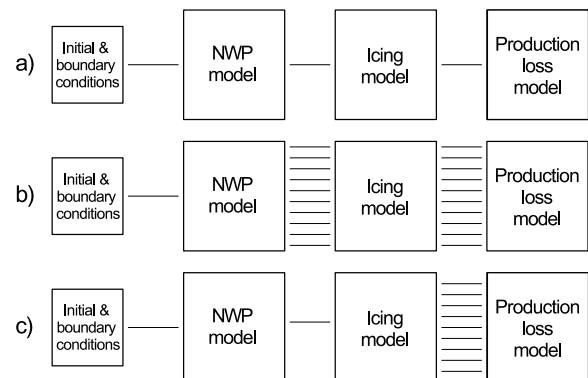 a)
Initial &
boundary
conditions
NWP
model
Icing
model
Production
loss
model
b)
Initial &
boundary
conditions
NWP
model
Icing
model
Production
loss
model
c)
Initial &
boundary
conditions
NWP
model
Icing
model
Production
loss
model